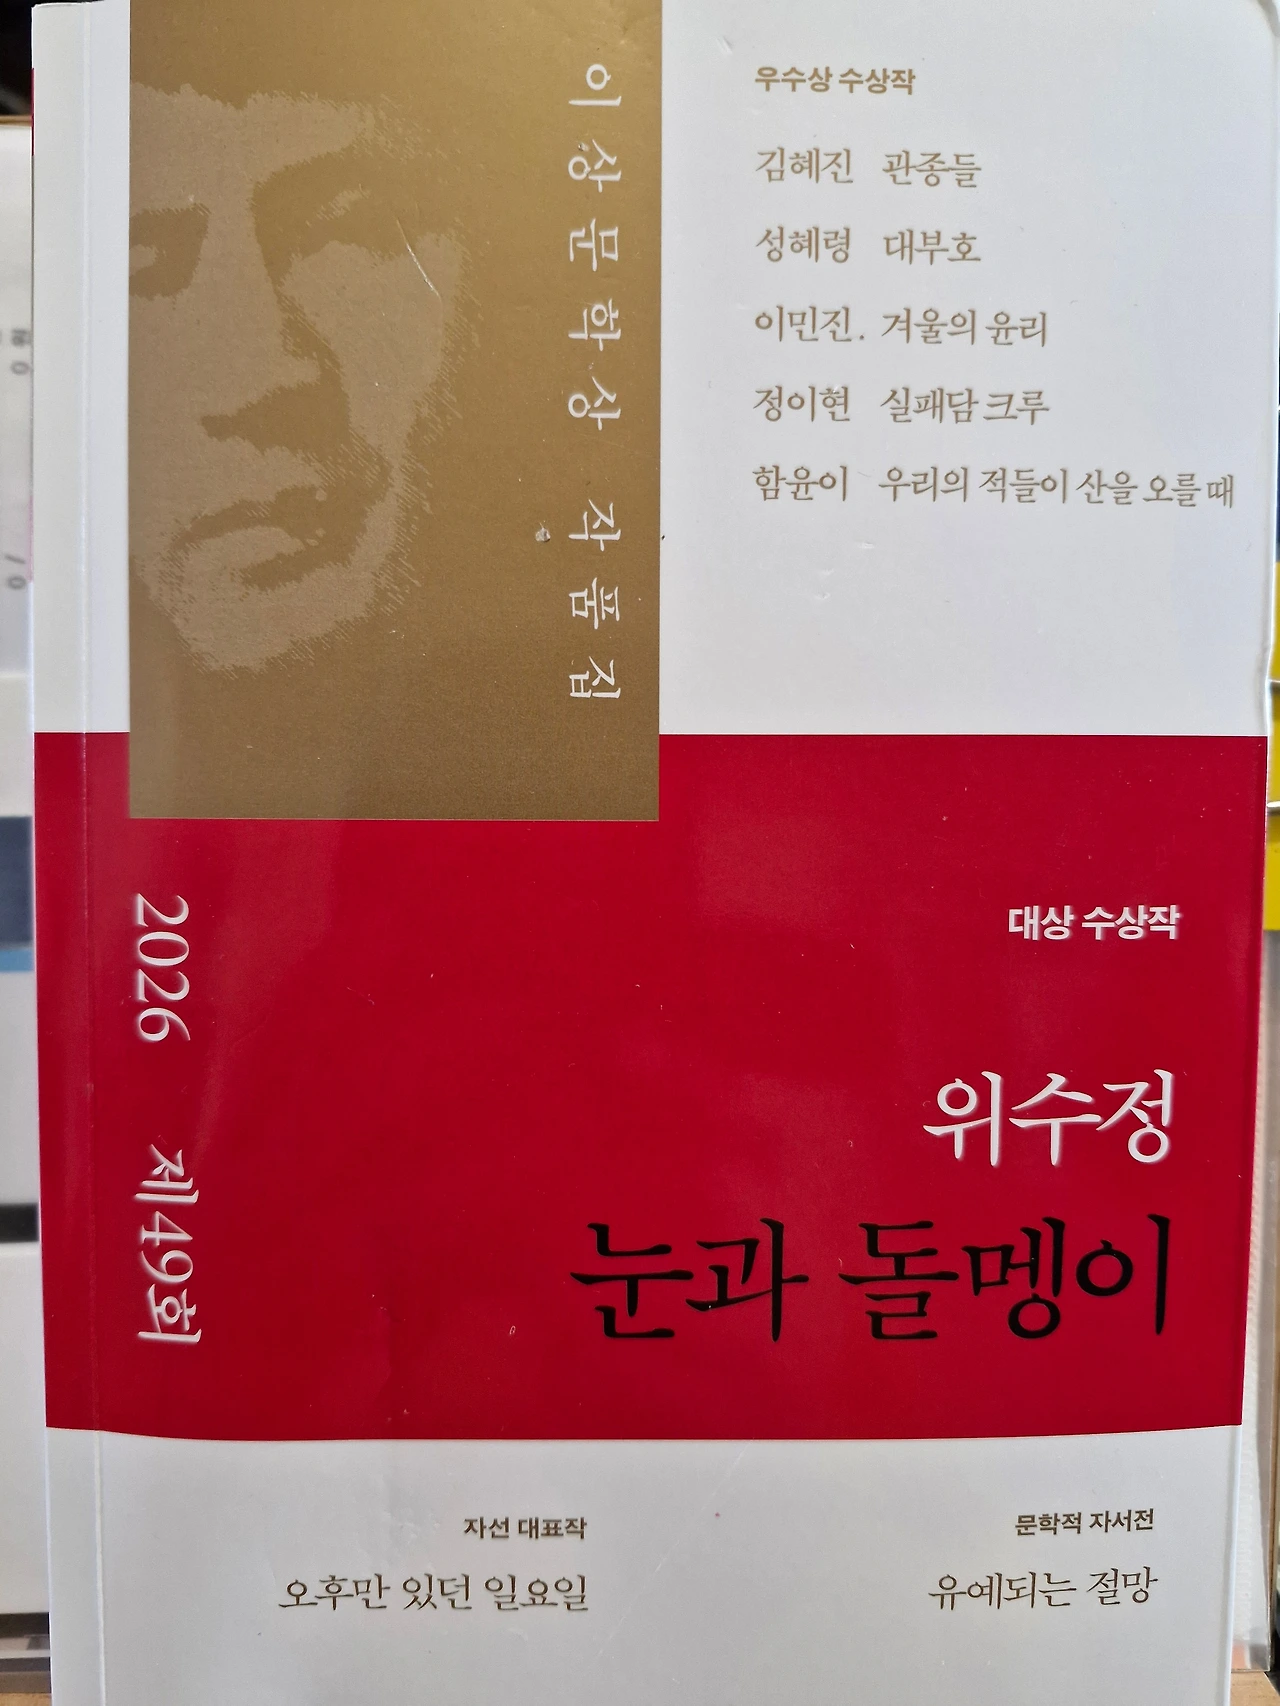 이상문학상 작품집
우수상 수상작
김혜진 관종들
성혜령 대부호
이민진. 겨울의 윤리
정이현 실패담 크루
함윤이 우리의 적들이 산을 오를 때
2026 제49회
대상 수상작
위수정
눈과 돌멩이
자선 대표작
오후만 있던 일요일
문학적 자서전
유예되는 절망